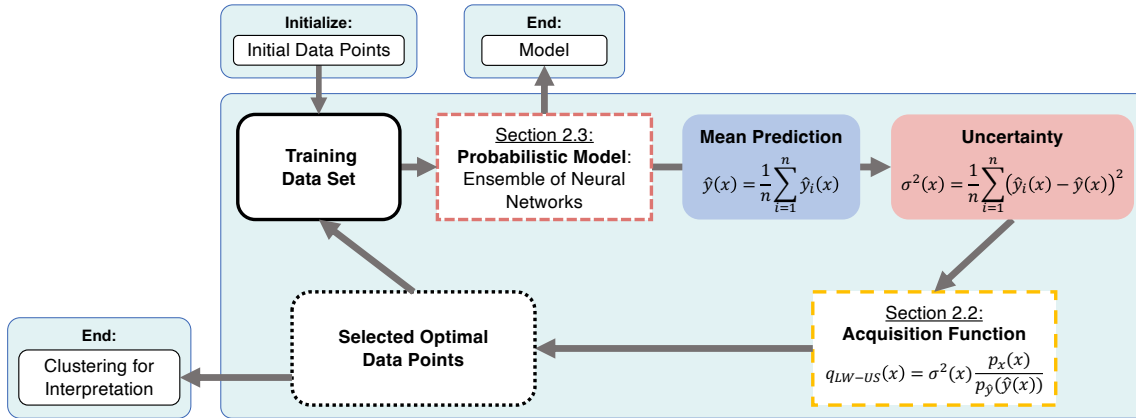 Initialize:
Initial Data Points
End:
Model
Training
Data Set
Section 2.3:
Probabilistic Model:
Ensemble of Neural
Networks
Mean Prediction
ŷ(x) = 1/n ∑_{i=1}^{n} ŷ_i(x)
Uncertainty
σ²(x) = 1/n ∑_{i=1}^{n} (ŷ_i(x) − ŷ(x))²
Selected Optimal
Data Points
Section 2.2:
Acquisition Function
q_{LW−US}(x) = σ²(x) p_x(x) / p_ŷ(ŷ(x))
End:
Clustering for
Interpretation